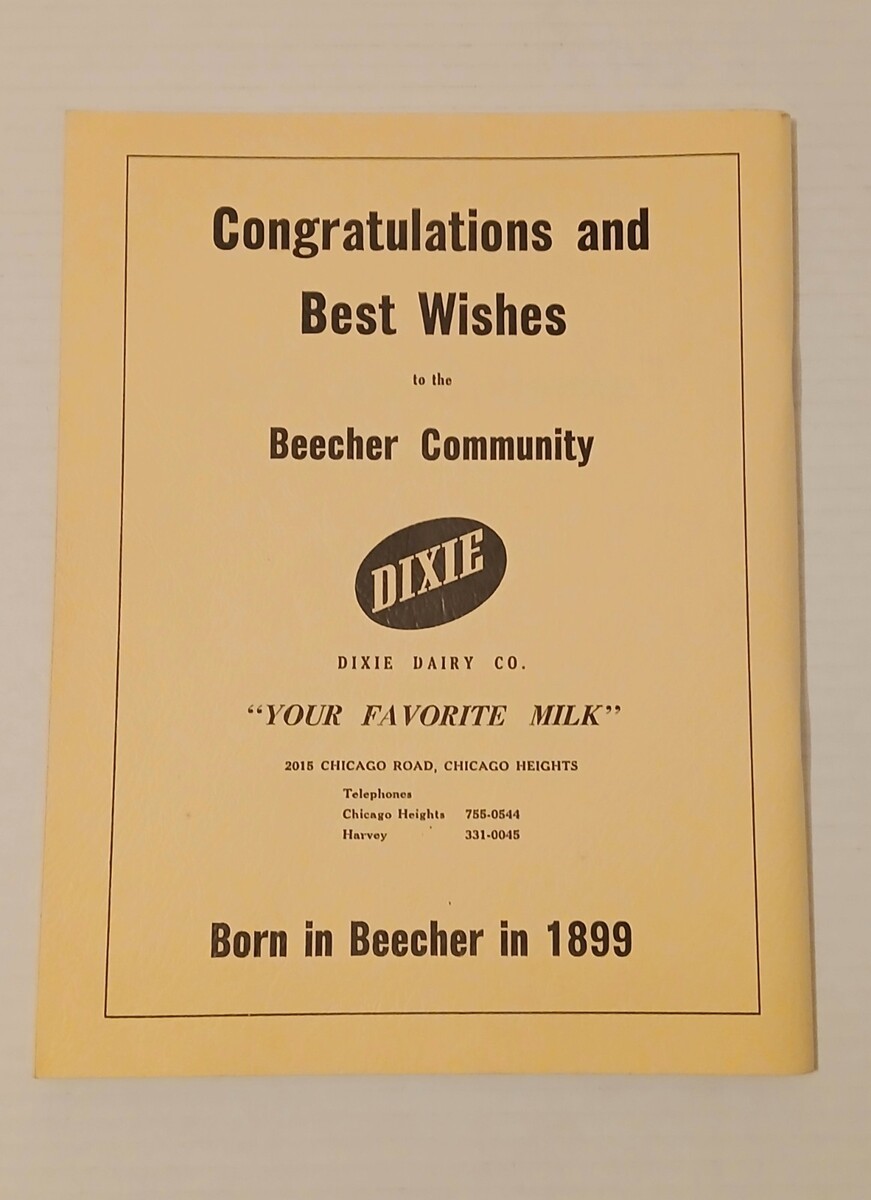 Congratulations and
Best Wishes
to the
Beecher Community
DIXIE
DIXIE DAIRY CO.
“YOUR FAVORITE MILK”
2015 CHICAGO ROAD, CHICAGO HEIGHTS
Telephones
Chicago Heights 755-0544
Harvey 331-0045
Born in Beecher in 1899